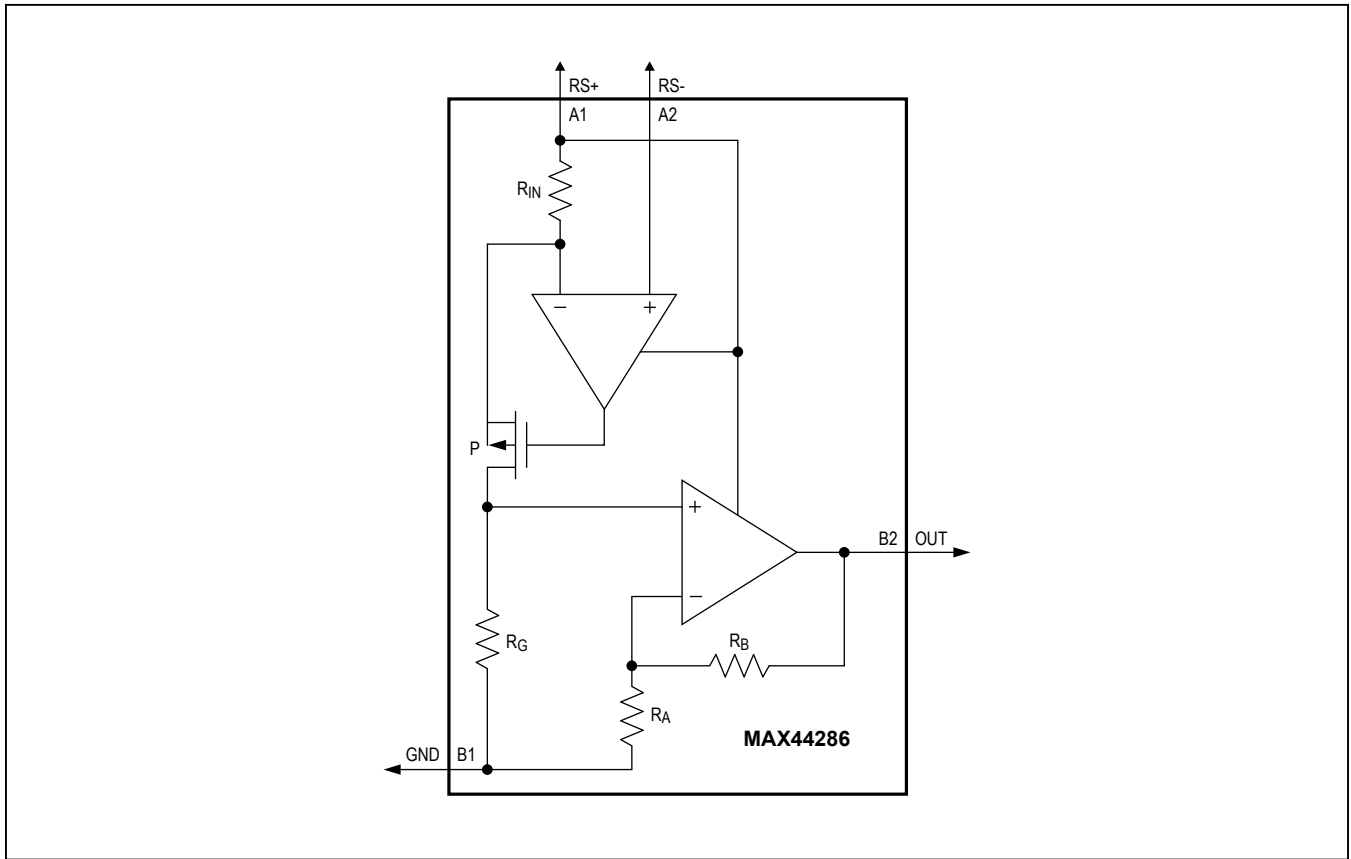 RS+ RS-
A1 A2
RIN
− +
P
+
B2 OUT
−
RB
RG
RA
MAX44286
GND B1